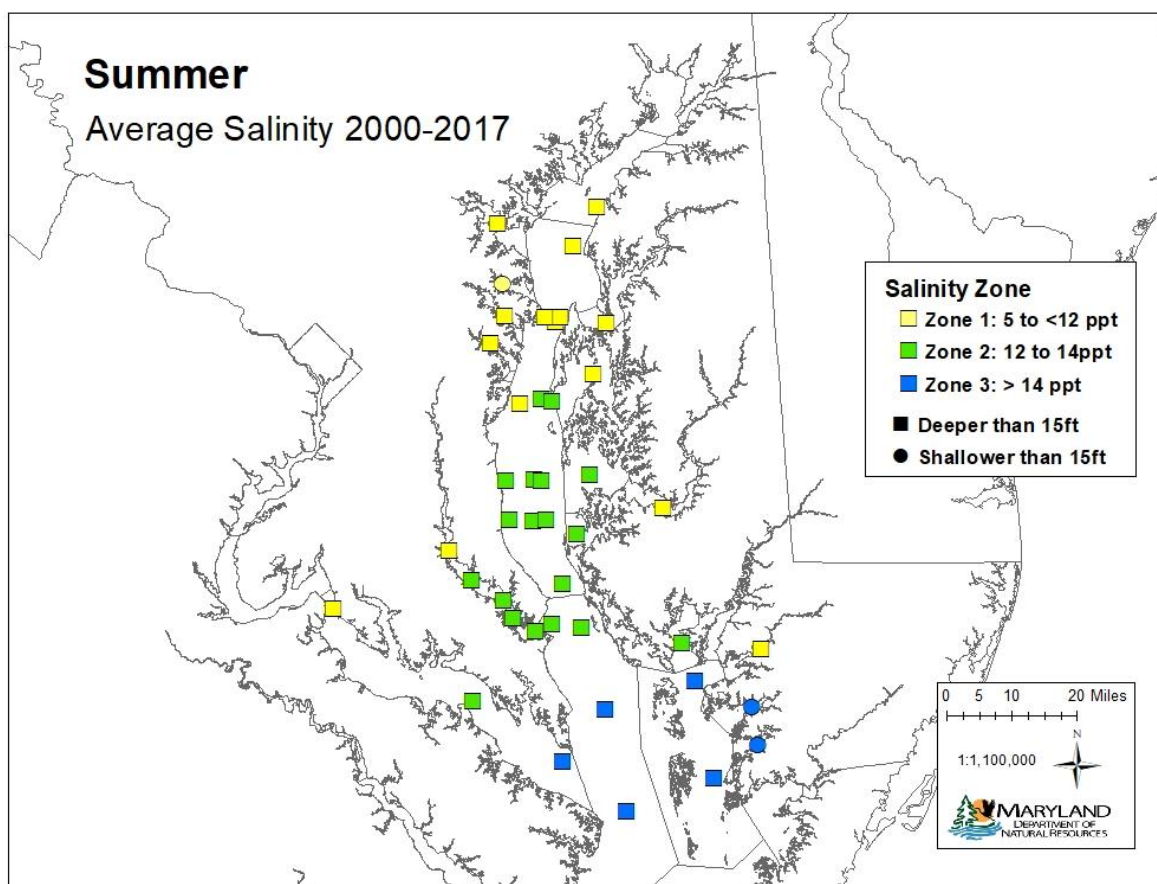 Summer
Average Salinity 2000-2017
Salinity Zone
Zone 1: 5 to <12 ppt
Zone 2: 12 to 14ppt
Zone 3: > 14 ppt
Deeper than 15ft
Shallower than 15ft
0 5 10 20 Miles
N
1:1,100,000
MARYLAND
DEPARTMENT OF
NATURAL RESOURCES